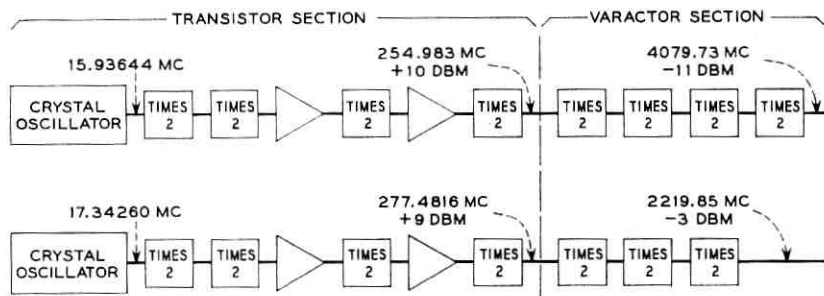 TRANSISTOR SECTION
VARACTOR SECTION
15.93644 MC
254.983 MC
+10 DBM
4079.73 MC
-11 DBM
CRYSTAL
OSCILLATOR
TIMES
2
TIMES
2
TIMES
2
TIMES
2
TIMES
2
TIMES
2
TIMES
2
TIMES
2
17.34260 MC
277.4816 MC
+9 DBM
2219.85 MC
-3 DBM
CRYSTAL
OSCILLATOR
TIMES
2
TIMES
2
TIMES
2
TIMES
2
TIMES
2
TIMES
2
TIMES
2